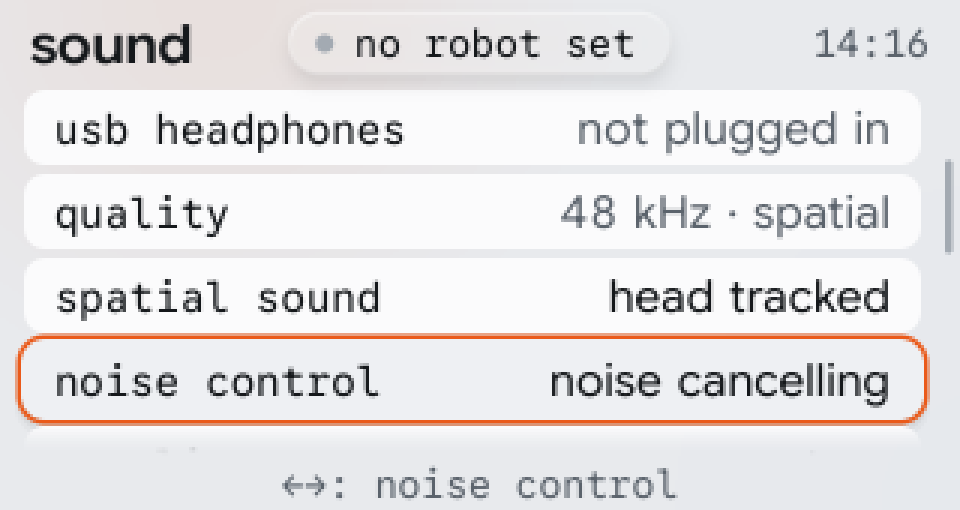 sound
no robot set
14:16
usb headphones not plugged in
quality 48 kHz · spatial
spatial sound head tracked
noise control noise cancelling
↔: noise control